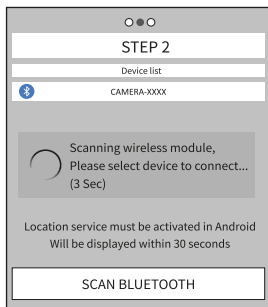 STEP 2
Device list
CAMERA-XXXX
Scanning wireless module,
Please select device to connect...
(3 Sec)
Location service must be activated in Android
Will be displayed within 30 seconds
SCAN BLUETOOTH